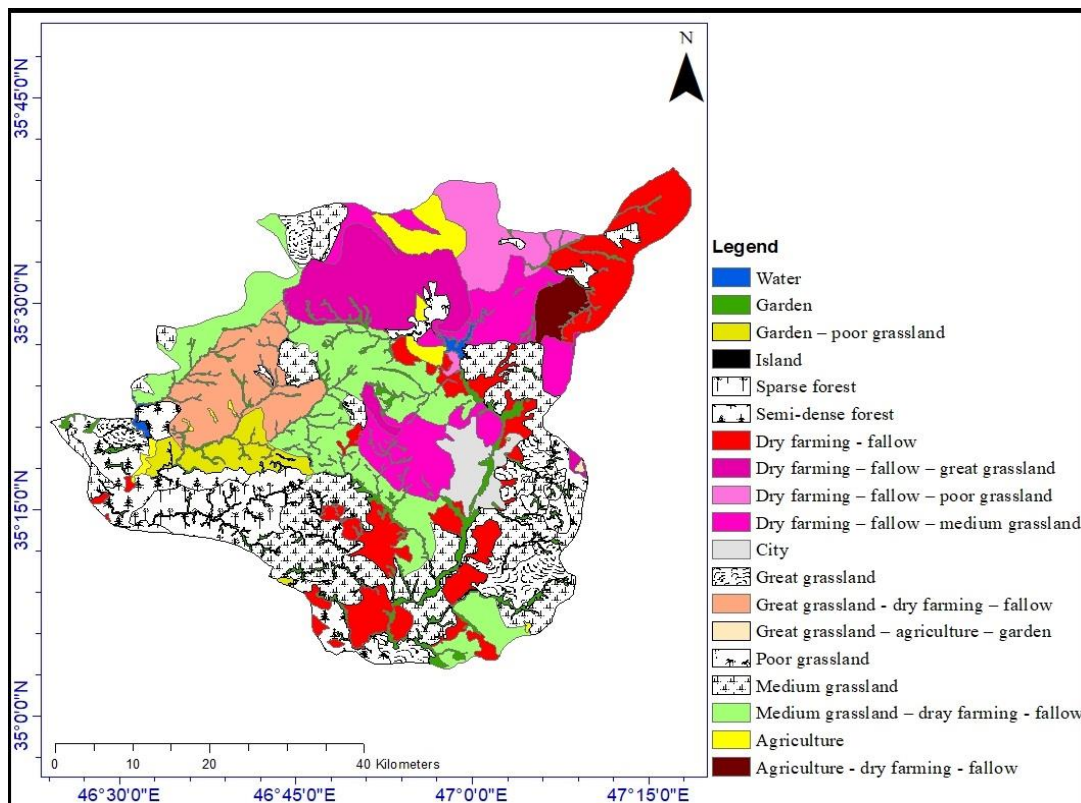 N
35°45'0"N
35°30'0"N
35°15'0"N
35°0'0"N
46°30'0"E
46°45'0"E
47°0'0"E
47°15'0"E
0 10 20 40 Kilometers
Legend
Water
Garden
Garden – poor grassland
Island
Sparse forest
Semi-dense forest
Dry farming - fallow
Dry farming – fallow – great grassland
Dry farming – fallow – poor grassland
Dry farming – fallow – medium grassland
City
Great grassland
Great grassland - dry farming – fallow
Great grassland – agriculture – garden
Poor grassland
Medium grassland
Medium grassland – dray farming - fallow
Agriculture
Agriculture - dry farming - fallow